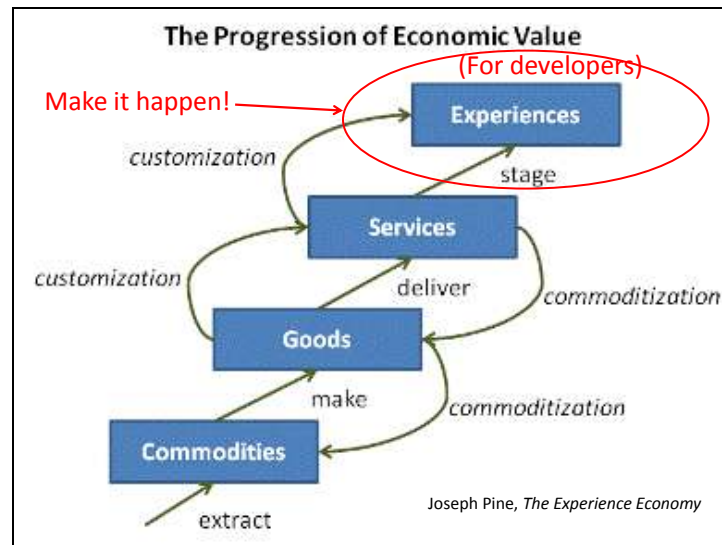 The Progression of Economic Value
(For developers)
Make it happen!
Experiences
customization
stage
Services
customization
deliver
commoditization
Goods
make
commoditization
Commodities
Joseph Pine, The Experience Economy
extract